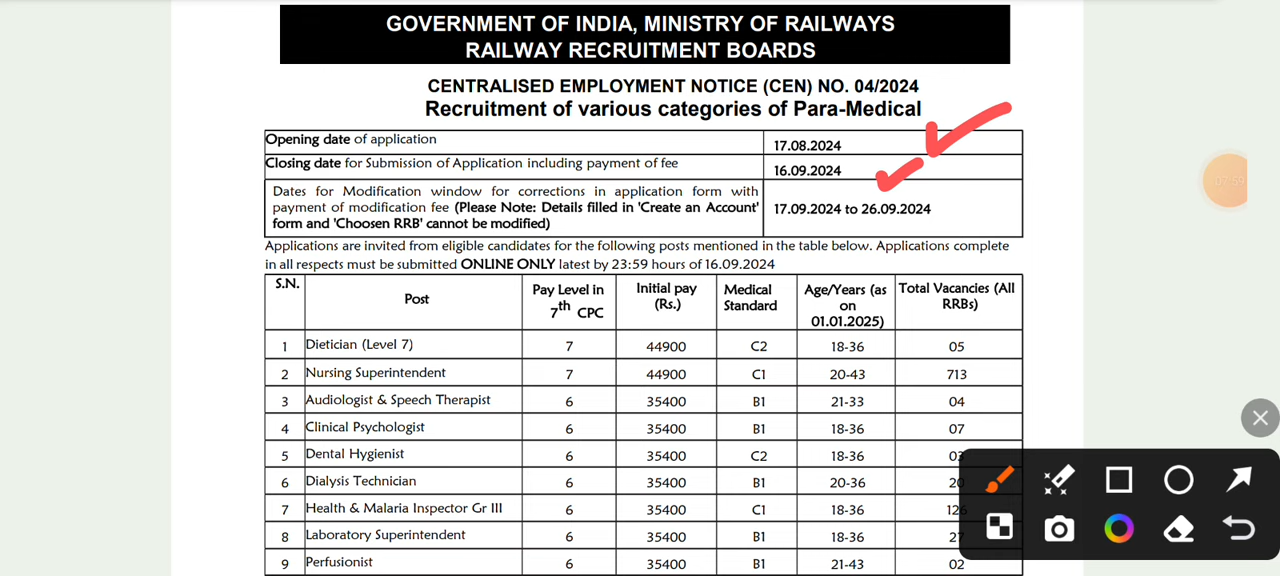 GOVERNMENT OF INDIA, MINISTRY OF RAILWAYS
RAILWAY RECRUITMENT BOARDS
CENTRALISED EMPLOYMENT NOTICE (CEN) NO. 04/2024
Recruitment of various categories of Para-Medical
Opening date of application 17.08.2024
Closing date for Submission of Application including payment of fee 16.09.2024
Dates for Modification window for corrections in application form with
payment of modification fee (Please Note: Details filled in 'Create an Account' 17.09.2024 to 26.09.2024
form and 'Choosen RRB' cannot be modified)
07:59
Applications are invited from eligible candidates for the following posts mentioned in the table below. Applications complete
in all respects must be submitted ONLINE ONLY latest by 23:59 hours of 16.09.2024
S.N. Post Pay Level in 7th CPC Initial pay (Rs.) Medical Standard Age/Years (as on 01.01.2025) Total Vacancies (All RRBs)
1 Dietician (Level 7) 7 44900 C2 18-36 05
2 Nursing Superintendent 7 44900 C1 20-43 713
3 Audiologist & Speech Therapist 6 35400 B1 21-33 04
4 Clinical Psychologist 6 35400 B1 18-36 07
5 Dental Hygienist 6 35400 C2 18-36
6 Dialysis Technician 6 35400 B1 20-36 20
7 Health & Malaria Inspector Gr III 6 35400 C1 18-36 126
8 Laboratory Superintendent 6 35400 B1 18-36 27
9 Perfusionist 6 35400 B1 21-43 02